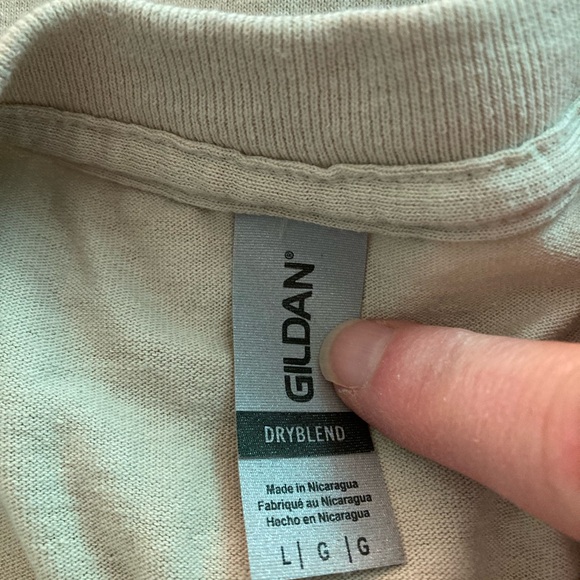 GILDAN®
DRYBLEND
Made in Nicaragua
Fabriqué au Nicaragua
Hecho en Nicaragua
L | G | G